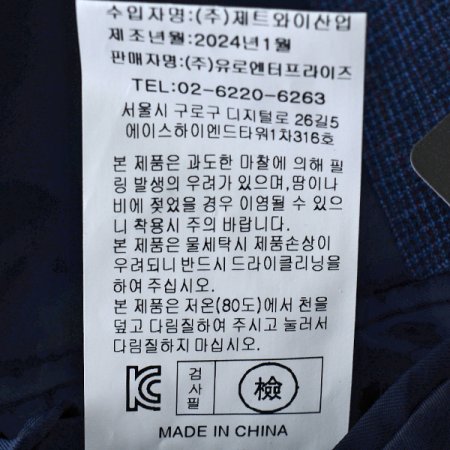 수입자명:(주)제트와이산업
제조년월:2024년1월
판매자명:(주)유로엔터프라이즈
TEL:02-6220-6263
서울시 구로구 디지털로 26길5
에이스하이엔드타워1차316호
본 제품은 과도한 마찰에 의해 필
링 발생의 우려가 있으며,땀이나
비에 젖었을 경우 이염될 수 있으
니 착용시 주의 바랍니다.
본 제품은 물세탁시 제품손상이
우려되니 반드시 드라이클리닝을
하여 주십시오.
본 제품은 저온(80도)에서 천을
덮고 다림질하여 주시고 눌러서
다림질하지 마십시오.
KC 검사필 檢
MADE IN CHINA